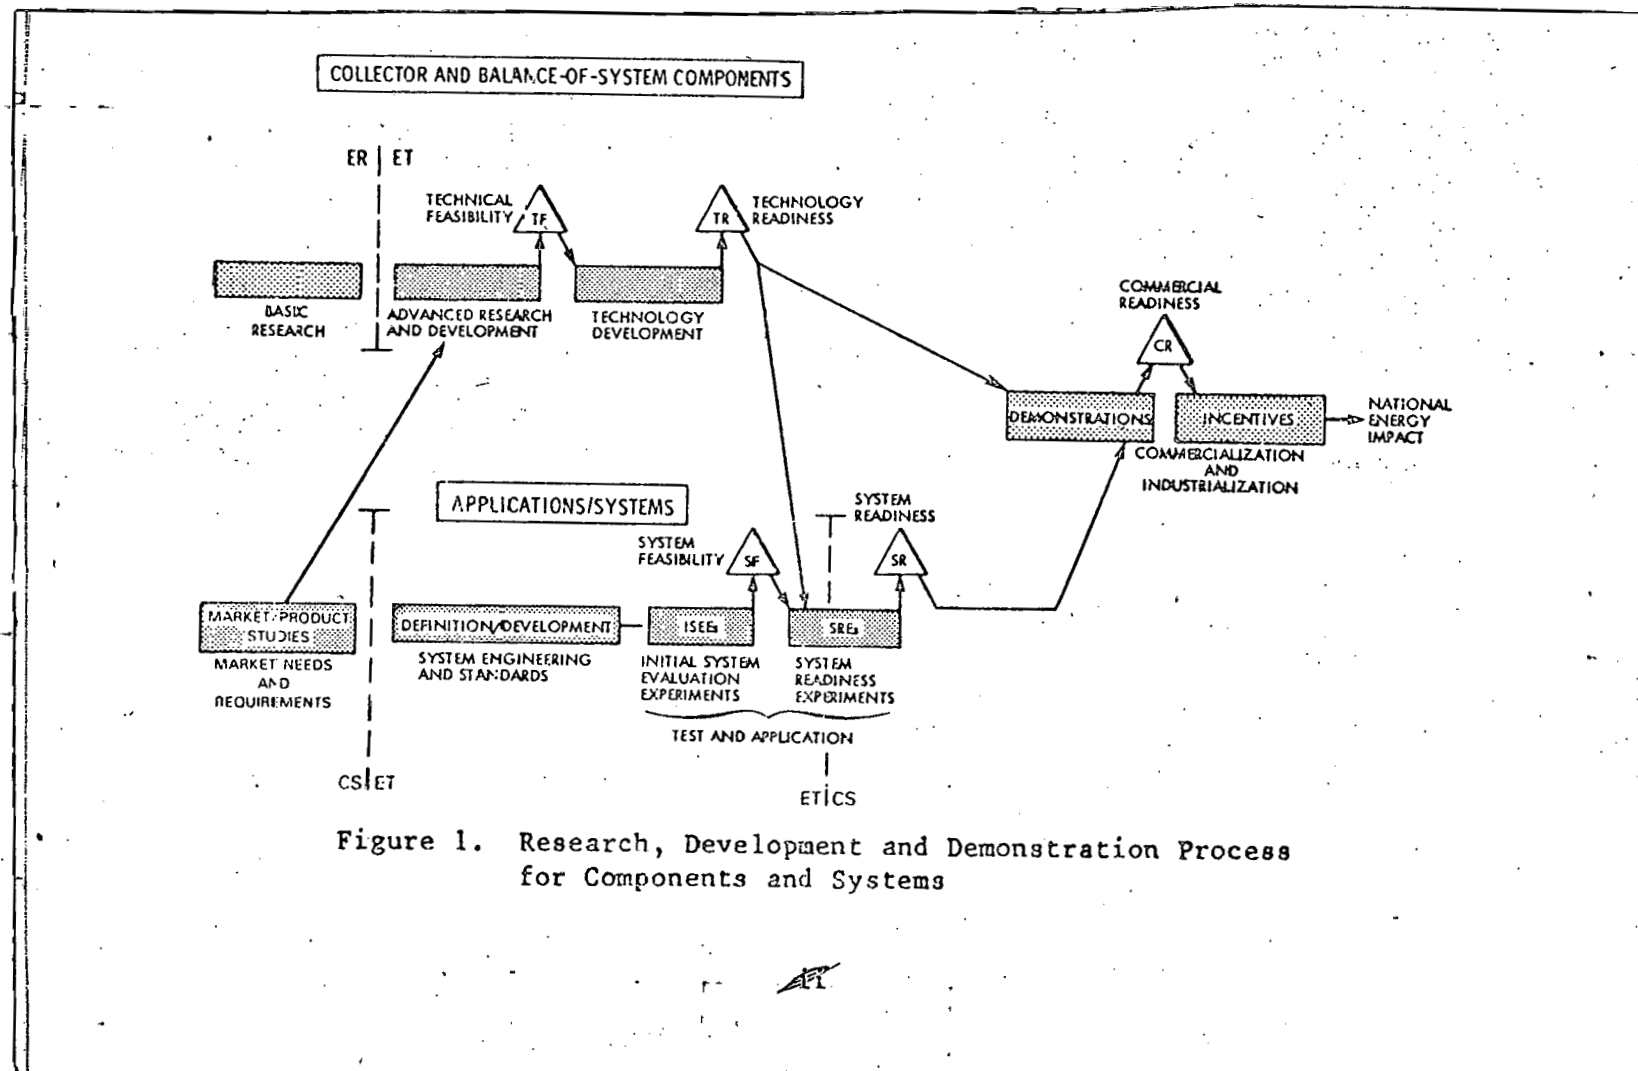 COLLECTOR AND BALANCE-OF-SYSTEM COMPONENTS
ER | ET
TECHNICAL
FEASIBILITY
TF
TR
TECHNOLOGY
READINESS
BASIC
RESEARCH
ADVANCED RESEARCH
AND DEVELOPMENT
TECHNOLOGY
DEVELOPMENT
COMMERCIAL
READINESS
CR
DEMONSTRATIONS
INCENTIVES
NATIONAL
ENERGY
IMPACT
COMMERCIALIZATION
AND
INDUSTRIALIZATION
APPLICATIONS/SYSTEMS
SYSTEM
FEASIBILITY
SF
SYSTEM
READINESS
SR
MARKET/PRODUCT
STUDIES
MARKET NEEDS
AND
REQUIREMENTS
DEFINITION/DEVELOPMENT
SYSTEM ENGINEERING
AND STANDARDS
ISEEs
INITIAL SYSTEM
EVALUATION
EXPERIMENTS
SREs
SYSTEM
READINESS
EXPERIMENTS
TEST AND APPLICATION
CS|ET
ET|CS
Figure 1. Research, Development and Demonstration Process
for Components and Systems